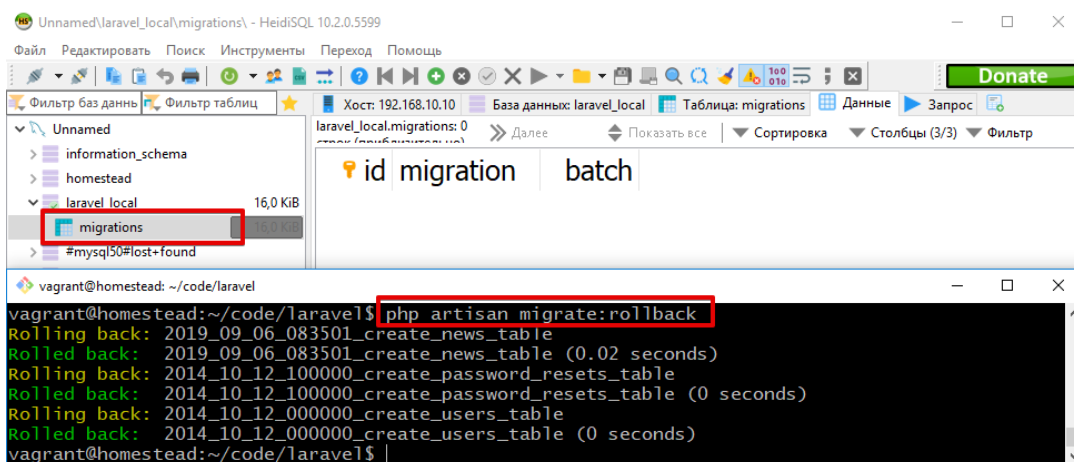 Unnamed\laravel_local\migrations\ - HeidiSQL 10.2.0.5599
Файл Редактировать Поиск Инструменты Переход Помощь
Donate
Фильтр баз даннь Фильтр таблиц
Хост: 192.168.10.10 База данных: laravel_local Таблица: migrations Данные Запрос
Unnamed
information_schema
homestead
laravel_local 16,0 KiB
migrations 16,0 KiB
#mysql50#lost+found
laravel_local.migrations: 0
строк (приблизительно)
Далее Показать все Сортировка Столбцы (3/3) Фильтр
id migration batch
vagrant@homestead: ~/code/laravel
vagrant@homestead:~/code/laravel$ php artisan migrate:rollback
Rolling back: 2019_09_06_083501_create_news_table
Rolled back: 2019_09_06_083501_create_news_table (0.02 seconds)
Rolling back: 2014_10_12_100000_create_password_resets_table
Rolled back: 2014_10_12_100000_create_password_resets_table (0 seconds)
Rolling back: 2014_10_12_000000_create_users_table
Rolled back: 2014_10_12_000000_create_users_table (0 seconds)
vagrant@homestead:~/code/laravel$